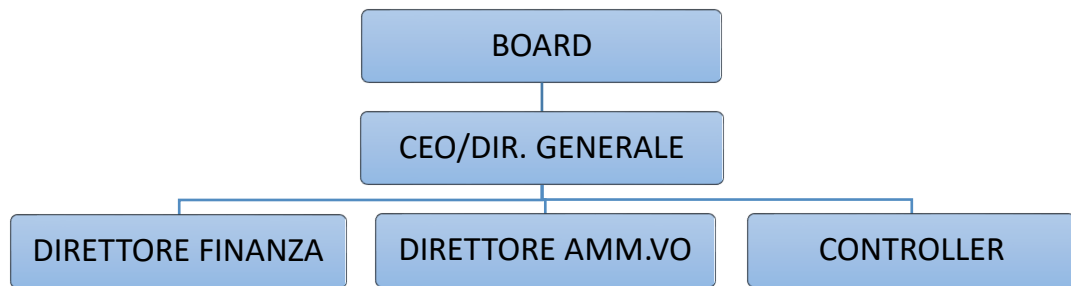 BOARD
CEO/DIR. GENERALE
DIRETTORE FINANZA
DIRETTORE AMM.VO
CONTROLLER